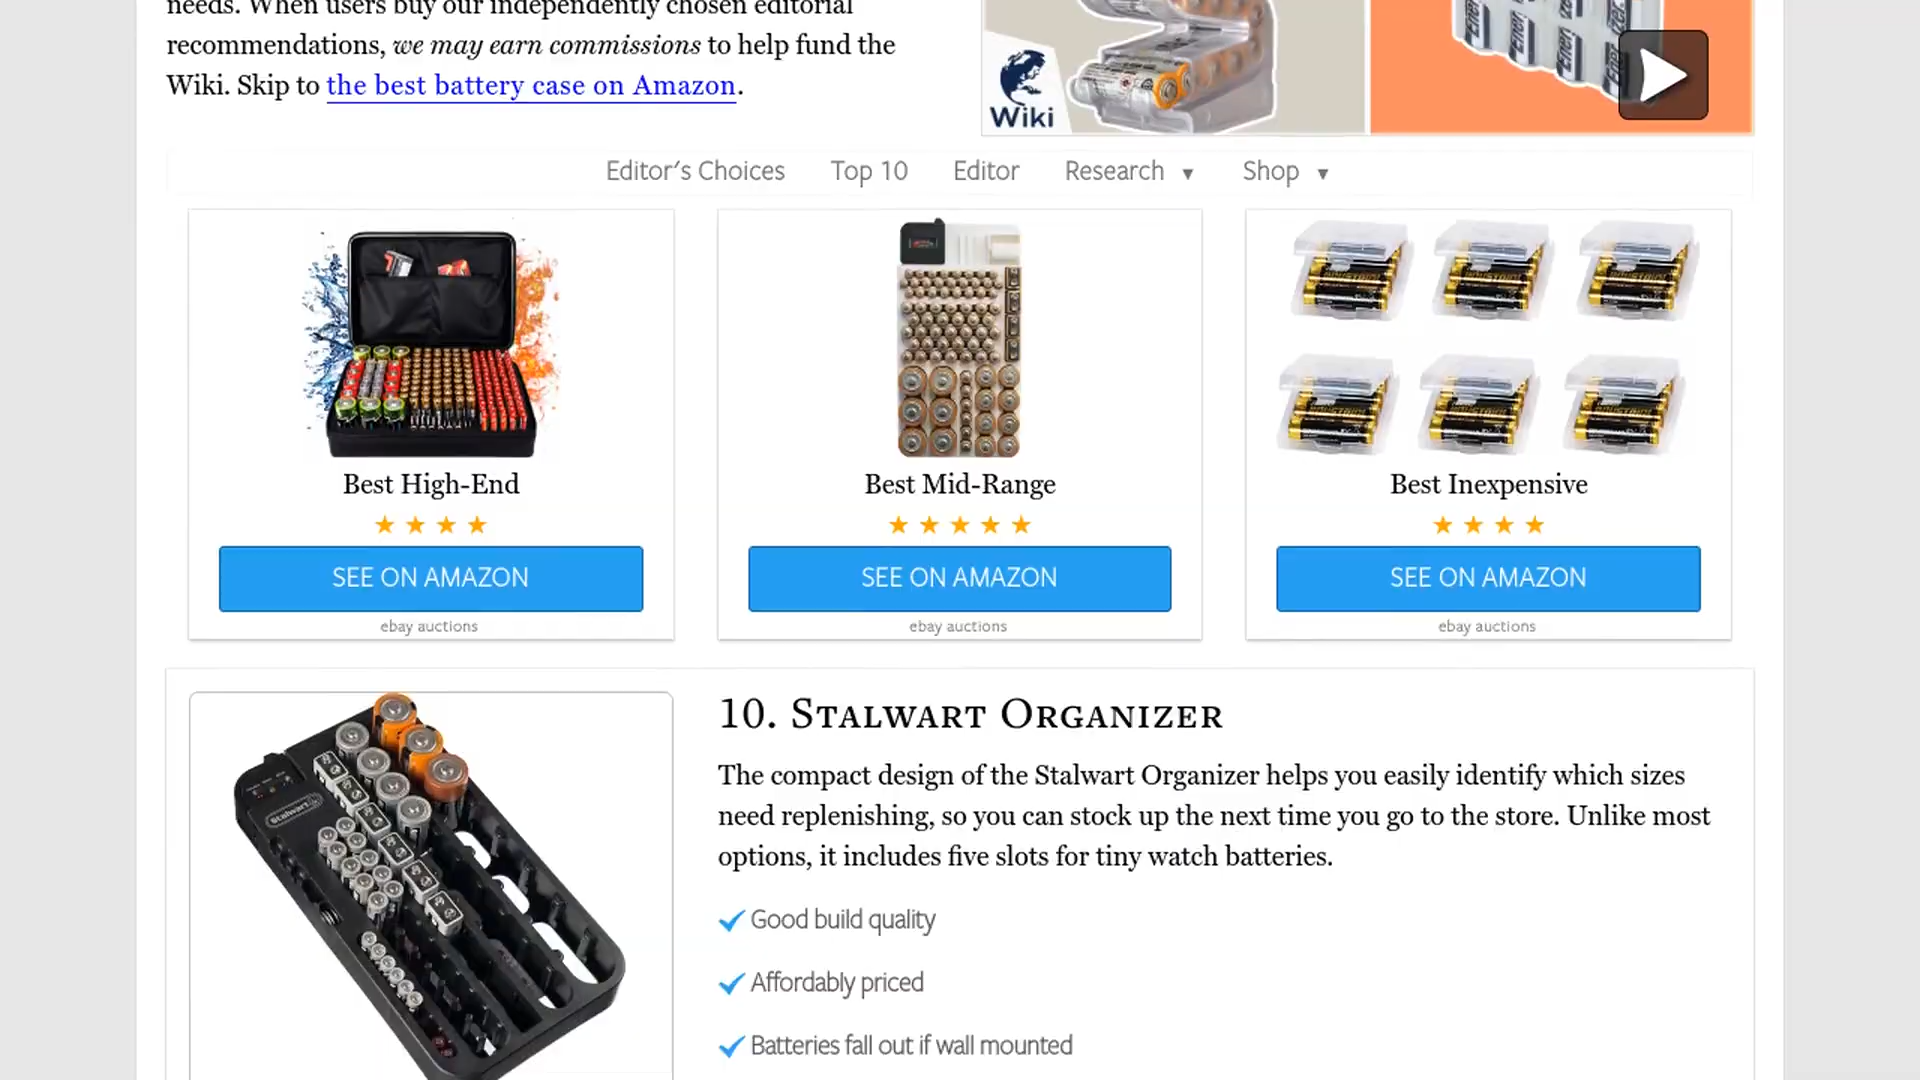 needs. When users buy our independently chosen editorial
recommendations, we may earn commissions to help fund the
Wiki. Skip to the best battery case on Amazon.
Wiki
Editor's Choices Top 10 Editor Research ▼ Shop ▼
Best High-End
★ ★ ★ ★
SEE ON AMAZON
ebay auctions
Best Mid-Range
★ ★ ★ ★ ★
SEE ON AMAZON
ebay auctions
Best Inexpensive
★ ★ ★ ★
SEE ON AMAZON
ebay auctions
Stalwart
10. Stalwart Organizer
The compact design of the Stalwart Organizer helps you easily identify which sizes
need replenishing, so you can stock up the next time you go to the store. Unlike most
options, it includes five slots for tiny watch batteries.
Good build quality
Affordably priced
Batteries fall out if wall mounted